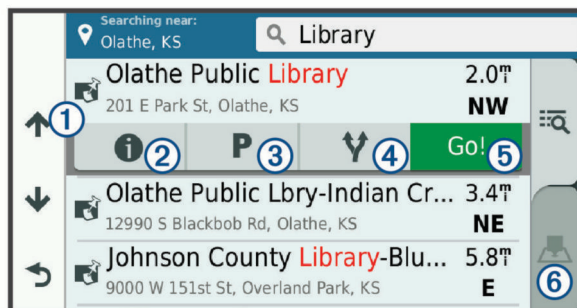 Searching near:
Olathe, KS
Library
Olathe Public Library 2.0mi
201 E Park St, Olathe, KS NW
1
2
P 3
4
Go! 5
Olathe Public Lbry-Indian Cr... 3.4mi
12990 S Blackbob Rd, Olathe, KS NE
Johnson County Library-Blu... 5.8mi
9000 W 151st St, Overland Park, KS E
6